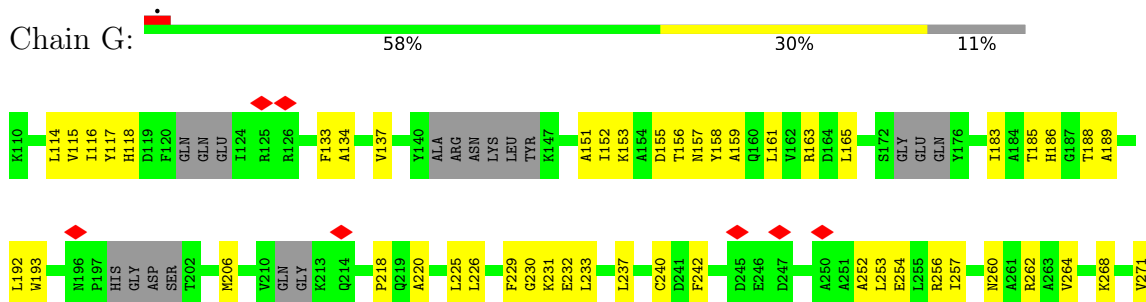 •
Chain G:
58% 30% 11%
K110 L114 V115 I116 Y117 H118 D119 F120 GLN GLN GLU I124 R125 R126 F133 A134 V137 Y140 ALA ARG ASN LYS LEU TYR K147 A151 I152 K153 A154 D155 T156 N157 Y158 A159 Q160 L161 V162 R163 D164 L165 S172 GLY GLU GLN Y176 I183 A184 T185 H186 G187 T188 A189
L192 W193 N196 P197 HIS GLY ASP SER T202 M206 V210 GLN GLY K213 Q214 P218 Q219 A220 L225 L226 F229 G230 K231 E232 L233 L237 C240 D241 F242 D245 E246 D247 A250 A251 A252 L253 E254 L255 R256 I257 N260 A261 R262 A263 V264 K268 V271